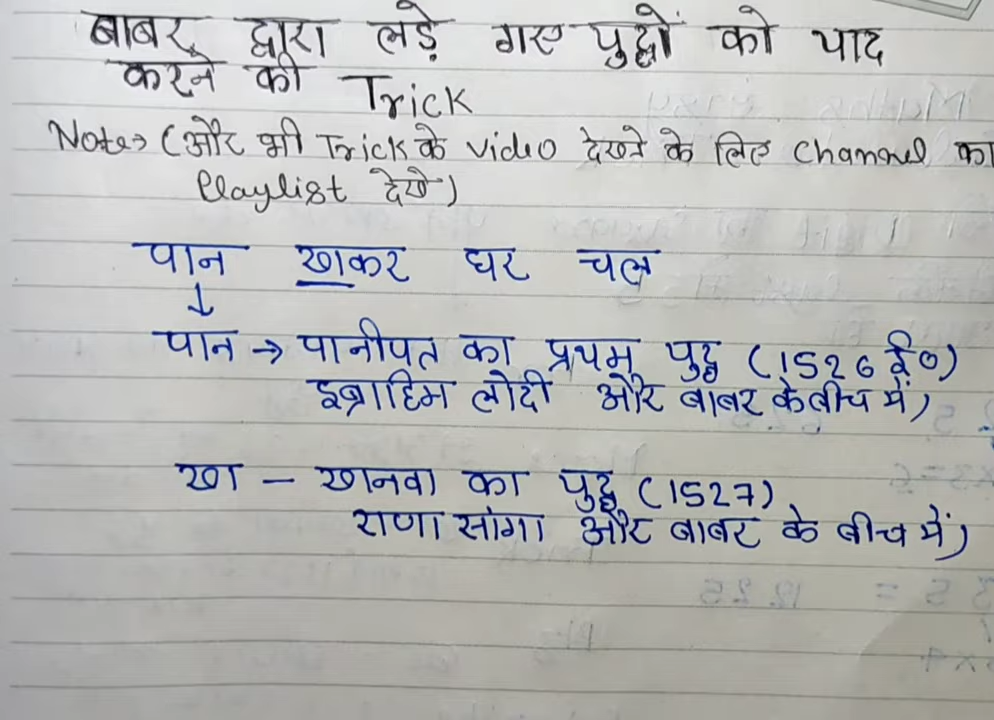 बाबर द्वारा लड़े गए युद्धों को याद
करने की Trick
Note→ (और भी Trick के video देखने के लिए Channel का
Playlist देखे)
पान खाकर घर चल
↓
पान → पानीपत का प्रथम युद्ध (1526 ई०)
इब्राहिम लोदी और बाबर के बीच में)
खा – खानवा का युद्ध (1527)
राणा सांगा और बाबर के बीच में)